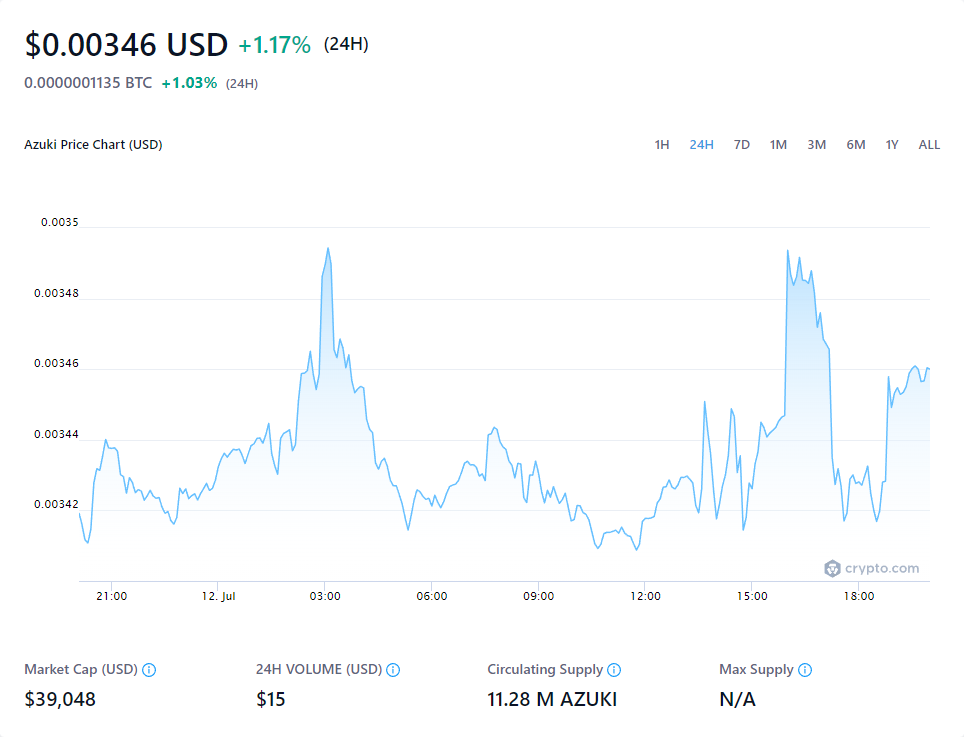 $0.00346 USD +1.17% (24H)
0.0000001135 BTC +1.03% (24H)
Azuki Price Chart (USD) 1H 24H 7D 1M 3M 6M 1Y ALL
0.0035
0.00348
0.00346
0.00344
0.00342
crypto.com
21:00 12. Jul 03:00 06:00 09:00 12:00 15:00 18:00
Market Cap (USD) 24H VOLUME (USD) Circulating Supply Max Supply
$39,048 $15 11.28 M AZUKI N/A